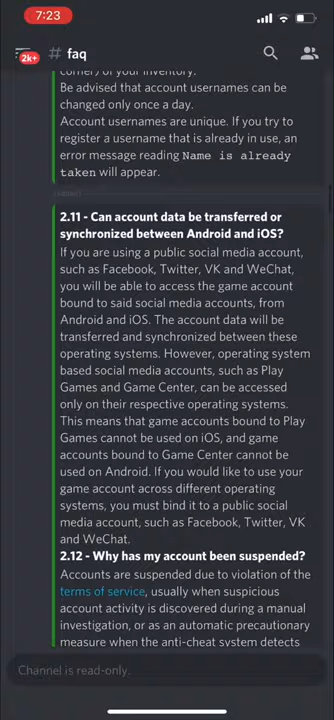 7:23
2k+
# faq
corner) of your inventory.
Be advised that account usernames can be
changed only once a day.
Account usernames are unique. If you try to
register a username that is already in use, an
error message reading Name is already
taken will appear.
2.11 - Can account data be transferred or
synchronized between Android and iOS?
If you are using a public social media account,
such as Facebook, Twitter, VK and WeChat,
you will be able to access the game account
bound to said social media accounts, from
Android and iOS. The account data will be
transferred and synchronized between these
operating systems. However, operating system
based social media accounts, such as Play
Games and Game Center, can be accessed
only on their respective operating systems.
This means that game accounts bound to Play
Games cannot be used on iOS, and game
accounts bound to Game Center cannot be
used on Android. If you would like to use your
game account across different operating
systems, you must bind it to a public social
media account, such as Facebook, Twitter, VK
and WeChat.
2.12 - Why has my account been suspended?
Accounts are suspended due to violation of the
terms of service, usually when suspicious
account activity is discovered during a manual
investigation, or as an automatic precautionary
measure when the anti-cheat system detects
Channel is read-only.